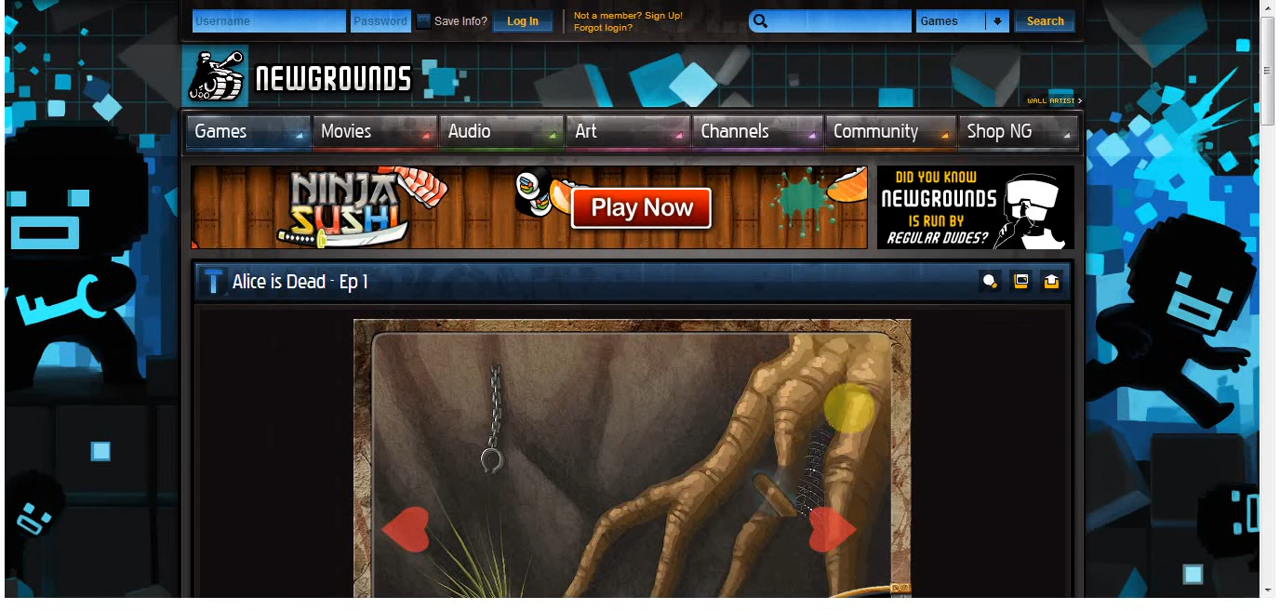 Username Password Save Info? Log In Not a member? Sign Up! Games Search
Forgot login?
NEWGROUNDS
WALL ARTIST >
Games Movies Audio Art Channels Community Shop NG
NINJA
SUSHI
Play Now
DID YOU KNOW
NEWGROUNDS
IS RUN BY
REGULAR DUDES?
T Alice is Dead - Ep 1